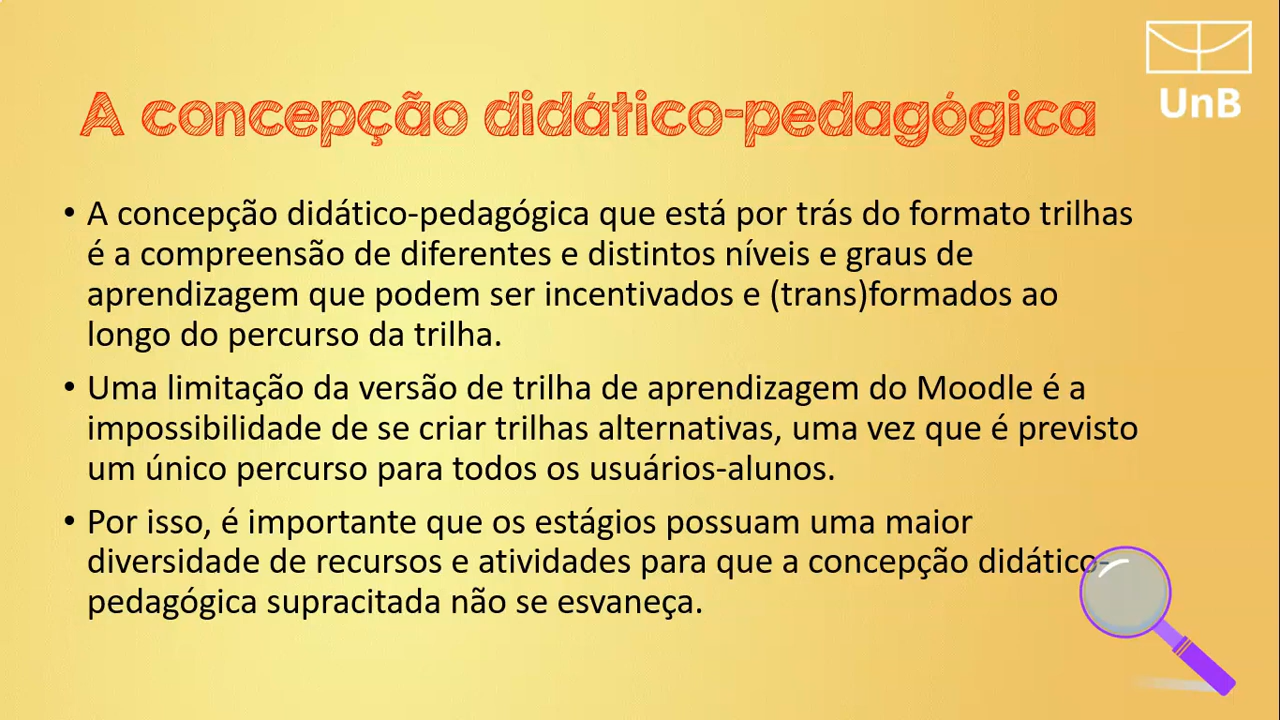 UnB
A concepção didático-pedagógica
• A concepção didático-pedagógica que está por trás do formato trilhas
é a compreensão de diferentes e distintos níveis e graus de
aprendizagem que podem ser incentivados e (trans)formados ao
longo do percurso da trilha.
• Uma limitação da versão de trilha de aprendizagem do Moodle é a
impossibilidade de se criar trilhas alternativas, uma vez que é previsto
um único percurso para todos os usuários-alunos.
• Por isso, é importante que os estágios possuam uma maior
diversidade de recursos e atividades para que a concepção didático-
pedagógica supracitada não se esvaneça.